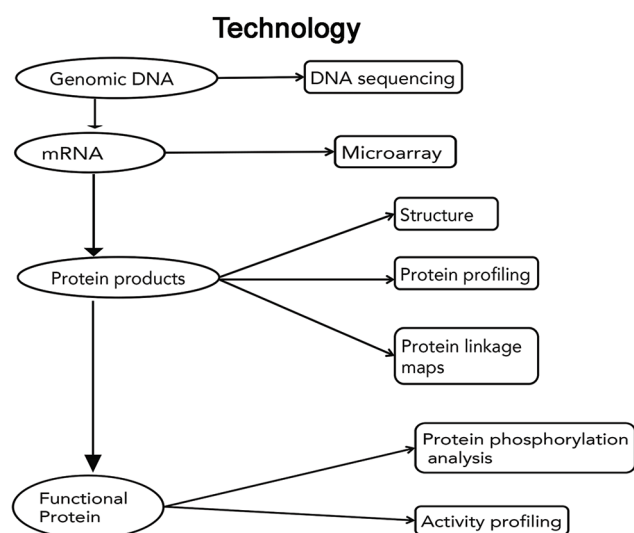 Technology
Genomic DNA
DNA sequencing
mRNA
Microarray
Structure
Protein products
Protein profiling
Protein linkage
maps
Protein phosphorylation
analysis
Functional
Protein
Activity profiling